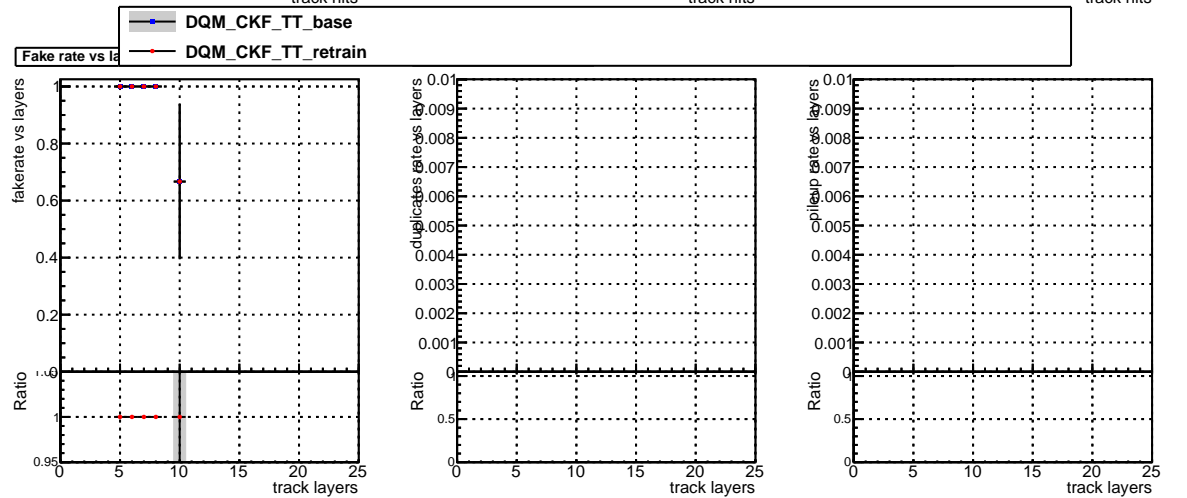 track hits track hits track hits
DQM_CKF_TT_base
DQM_CKF_TT_retrain
Fake rate vs la
fakerate vs layers
1
0.8
0.6
0.4
0.2
0
Ratio
1
0.95
0 5 10 15 20 25
track layers
duplicates rate vs layers
0.01
0.009
0.008
0.007
0.006
0.005
0.004
0.003
0.002
0.001
0
Ratio
1
0.5
0
0 5 10 15 20 25
track layers
pileup rate vs layers
0.01
0.009
0.008
0.007
0.006
0.005
0.004
0.003
0.002
0.001
0
Ratio
1
0.5
0
0 5 10 15 20 25
track layers